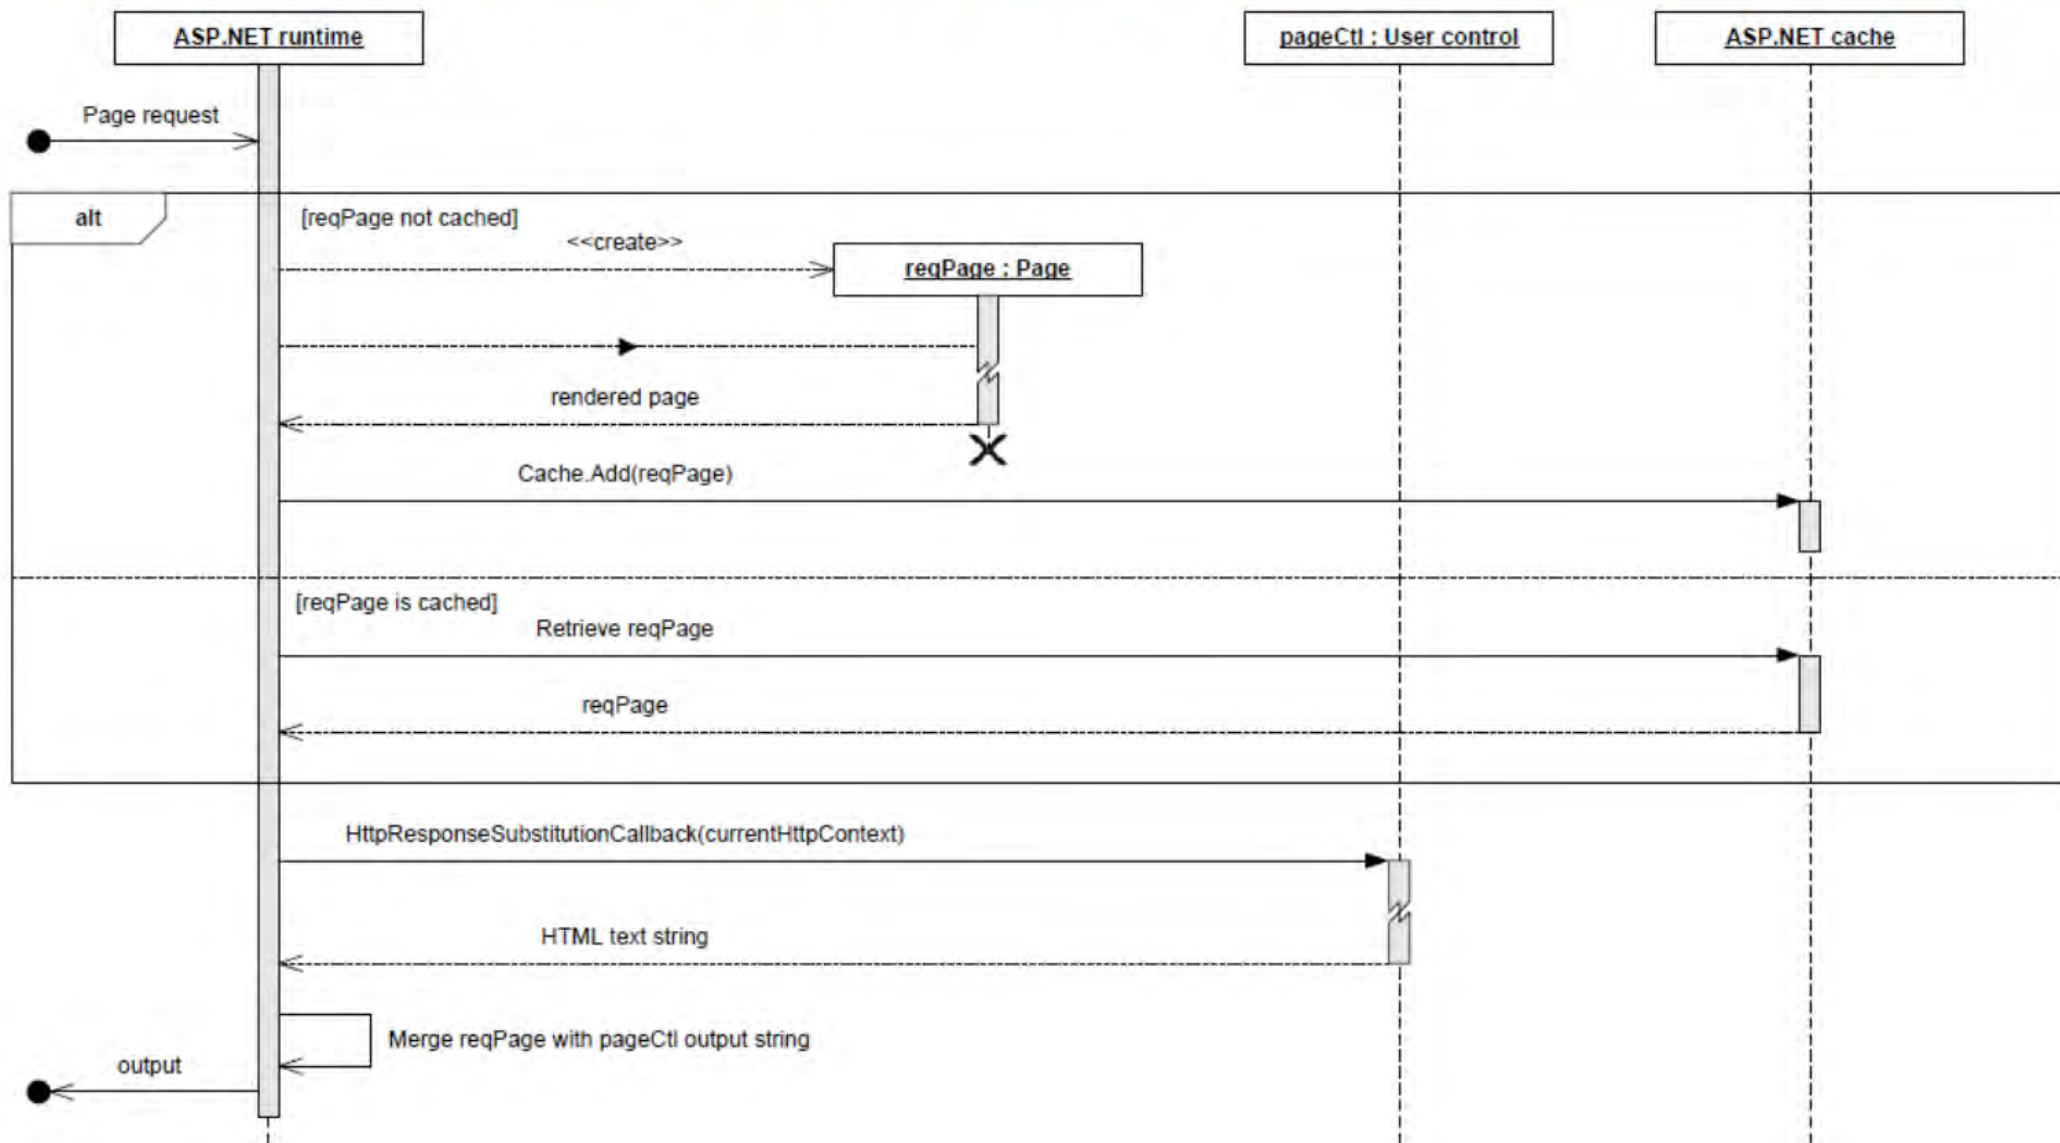 ASP.NET runtime
pageCtl : User control
ASP.NET cache
Page request
alt
[reqPage not cached]
<<create>>
reqPage : Page
rendered page
Cache.Add(reqPage)
[reqPage is cached]
Retrieve reqPage
reqPage
HttpResponseSubstitutionCallback(currentHttpContext)
HTML text string
Merge reqPage with pageCtl output string
output